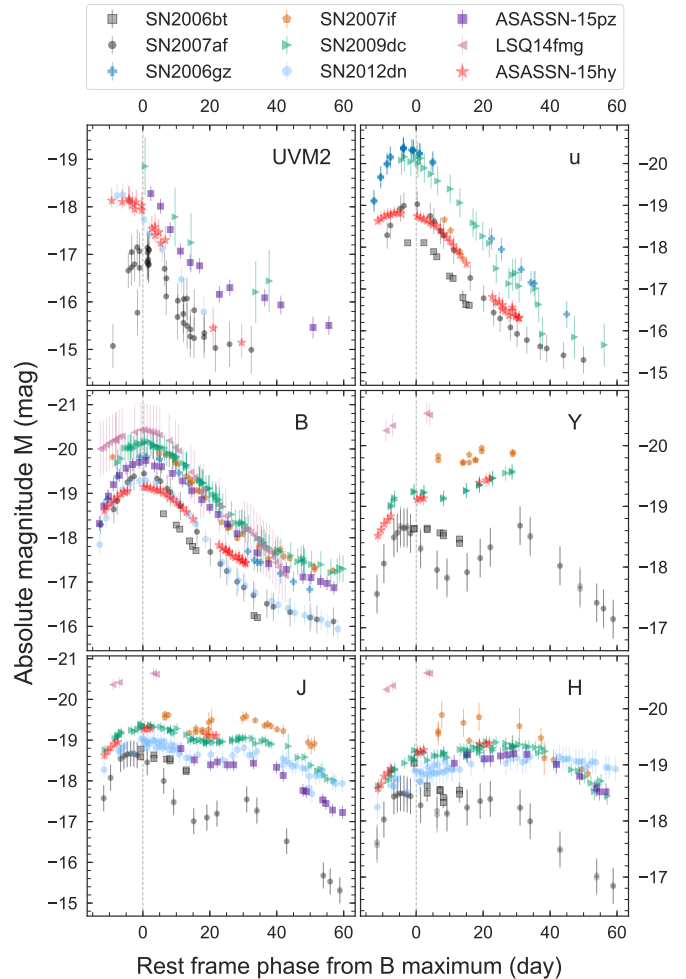 SN2006bt SN2007if ASASSN-15pz
SN2007af SN2009dc LSQ14fmg
SN2006gz SN2012dn ASASSN-15hy
0 20 40 60 0 20 40 60
UVM2 u
−19 −18 −17 −16 −15
−20 −19 −18 −17 −16 −15
B Y
−21 −20 −19 −18 −17 −16
−20 −19 −18 −17
J H
−21 −20 −19 −18 −17 −16 −15
−20 −19 −18 −17
0 20 40 60 0 20 40 60
Absolute magnitude M (mag)
Rest frame phase from B maximum (day)